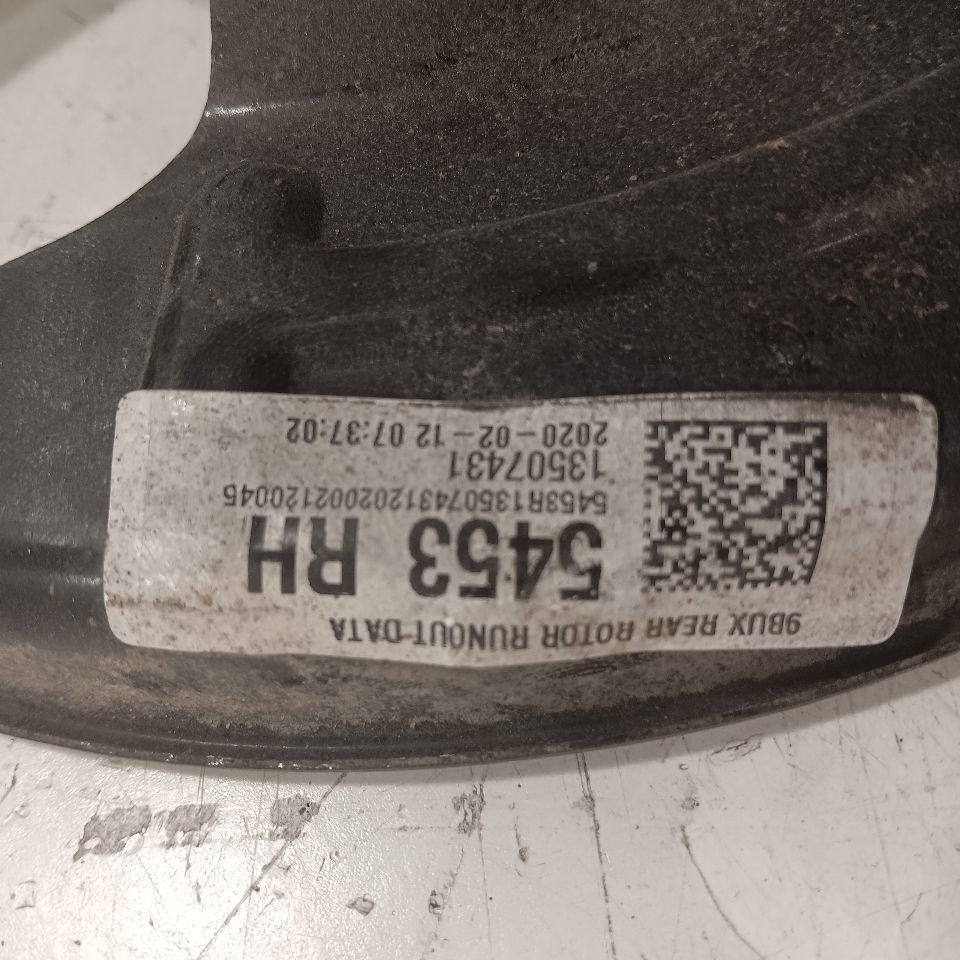 9BUX REAR ROTOR RUNOUT DATA
5453 RH
5453R13507431202002120045
13507431
2020-02-12 07:37:02